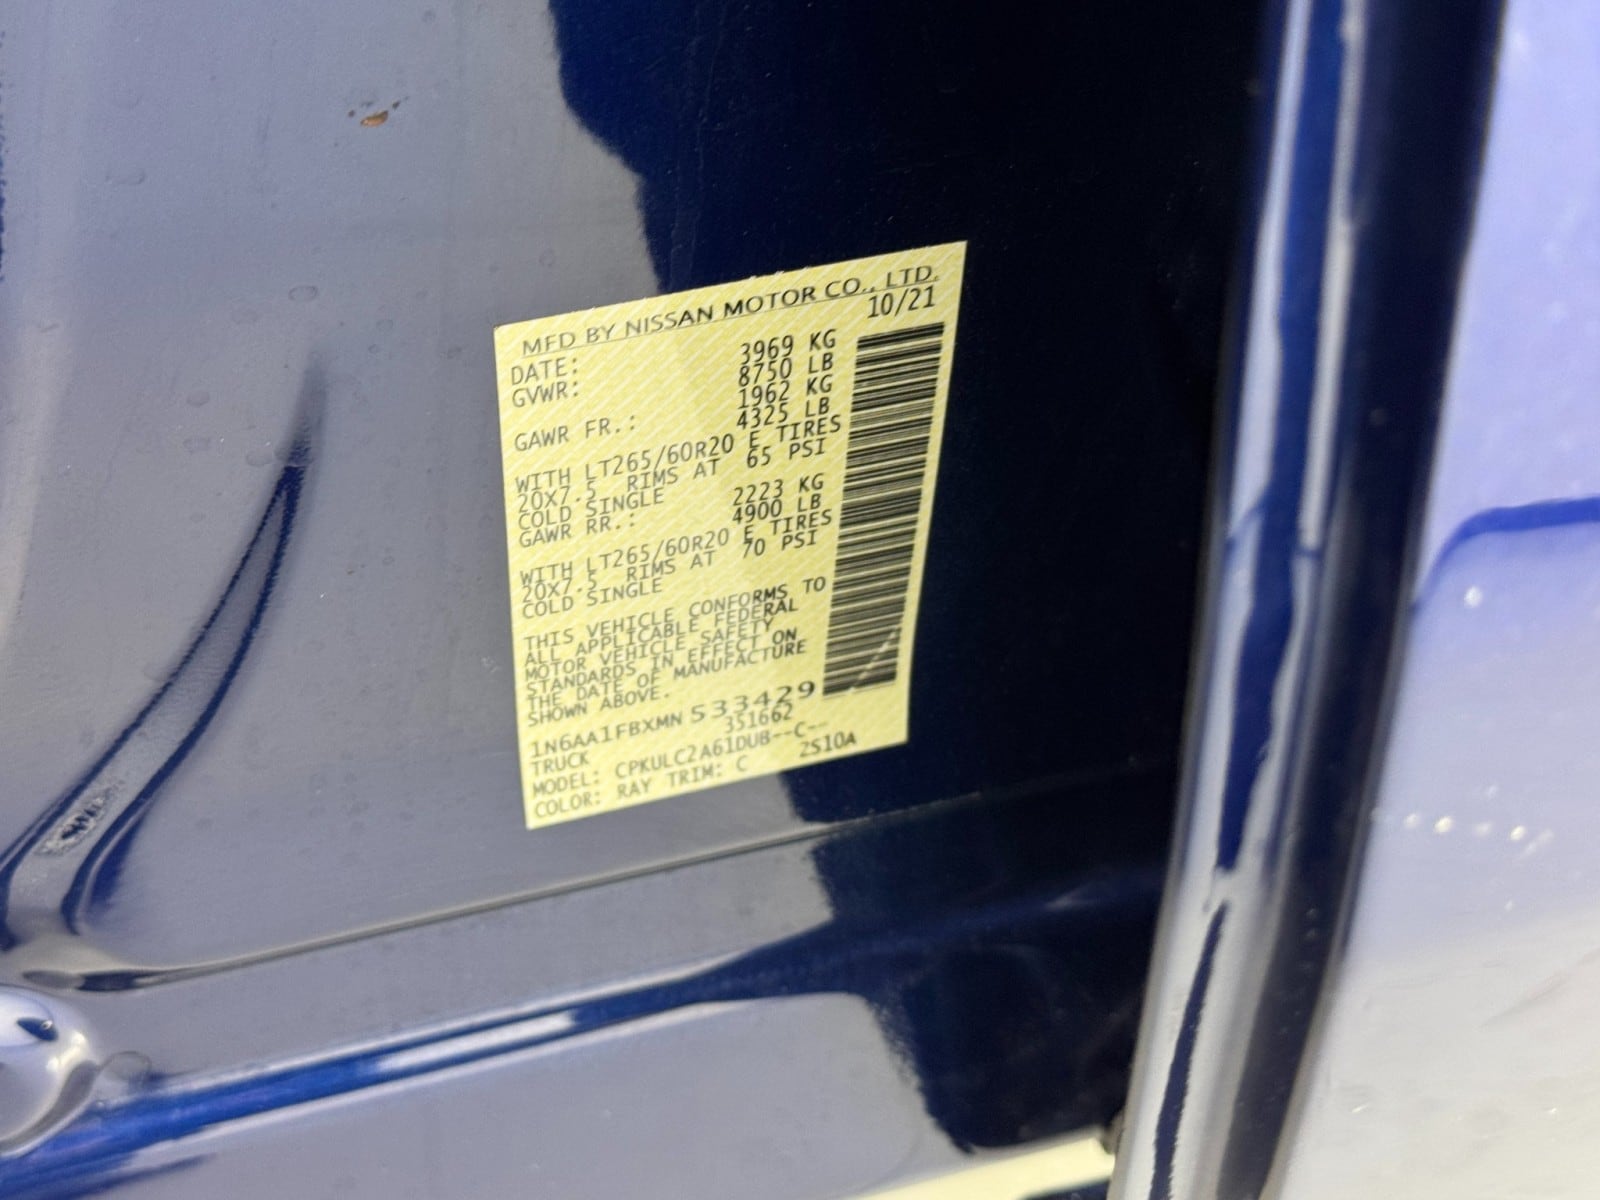 MFD BY NISSAN MOTOR CO., LTD.
DATE: 10/21
GVWR: 3969 KG
8750 LB
GAWR FR.: 1962 KG
4325 LB
WITH LT265/60R20 E TIRES
20X7.5 RIMS AT 65 PSI
COLD SINGLE
GAWR RR.: 2223 KG
4900 LB
WITH LT265/60R20 E TIRES
20X7.5 RIMS AT 70 PSI
COLD SINGLE
THIS VEHICLE CONFORMS TO
ALL APPLICABLE FEDERAL
MOTOR VEHICLE SAFETY
STANDARDS IN EFFECT ON
THE DATE OF MANUFACTURE
SHOWN ABOVE.
1N6AA1FBXMN 533429
TRUCK 351662
MODEL: CPKULC2A61DUB--C--
COLOR: RAY TRIM: C 2S10A